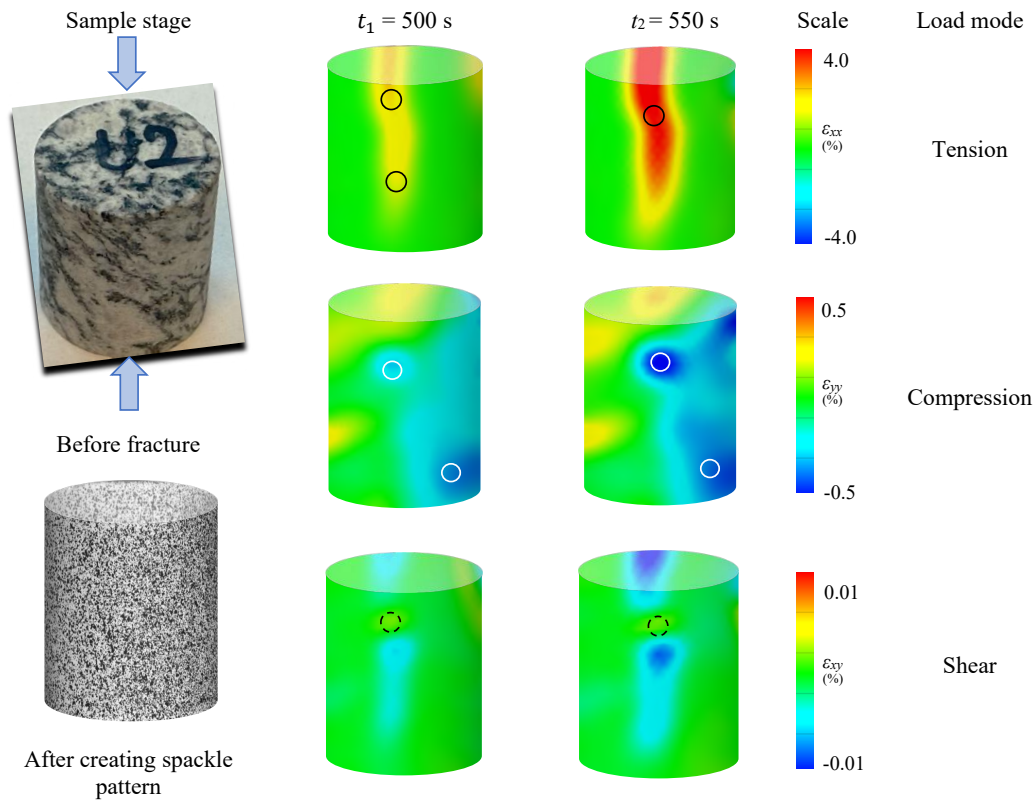 Sample stage
t₁ = 500 s
t₂ = 550 s
Scale
Load mode
U2
4.0
εxx
(%)
-4.0
Tension
0.5
εyy
(%)
-0.5
Compression
Before fracture
0.01
εxy
(%)
-0.01
Shear
After creating spackle
pattern